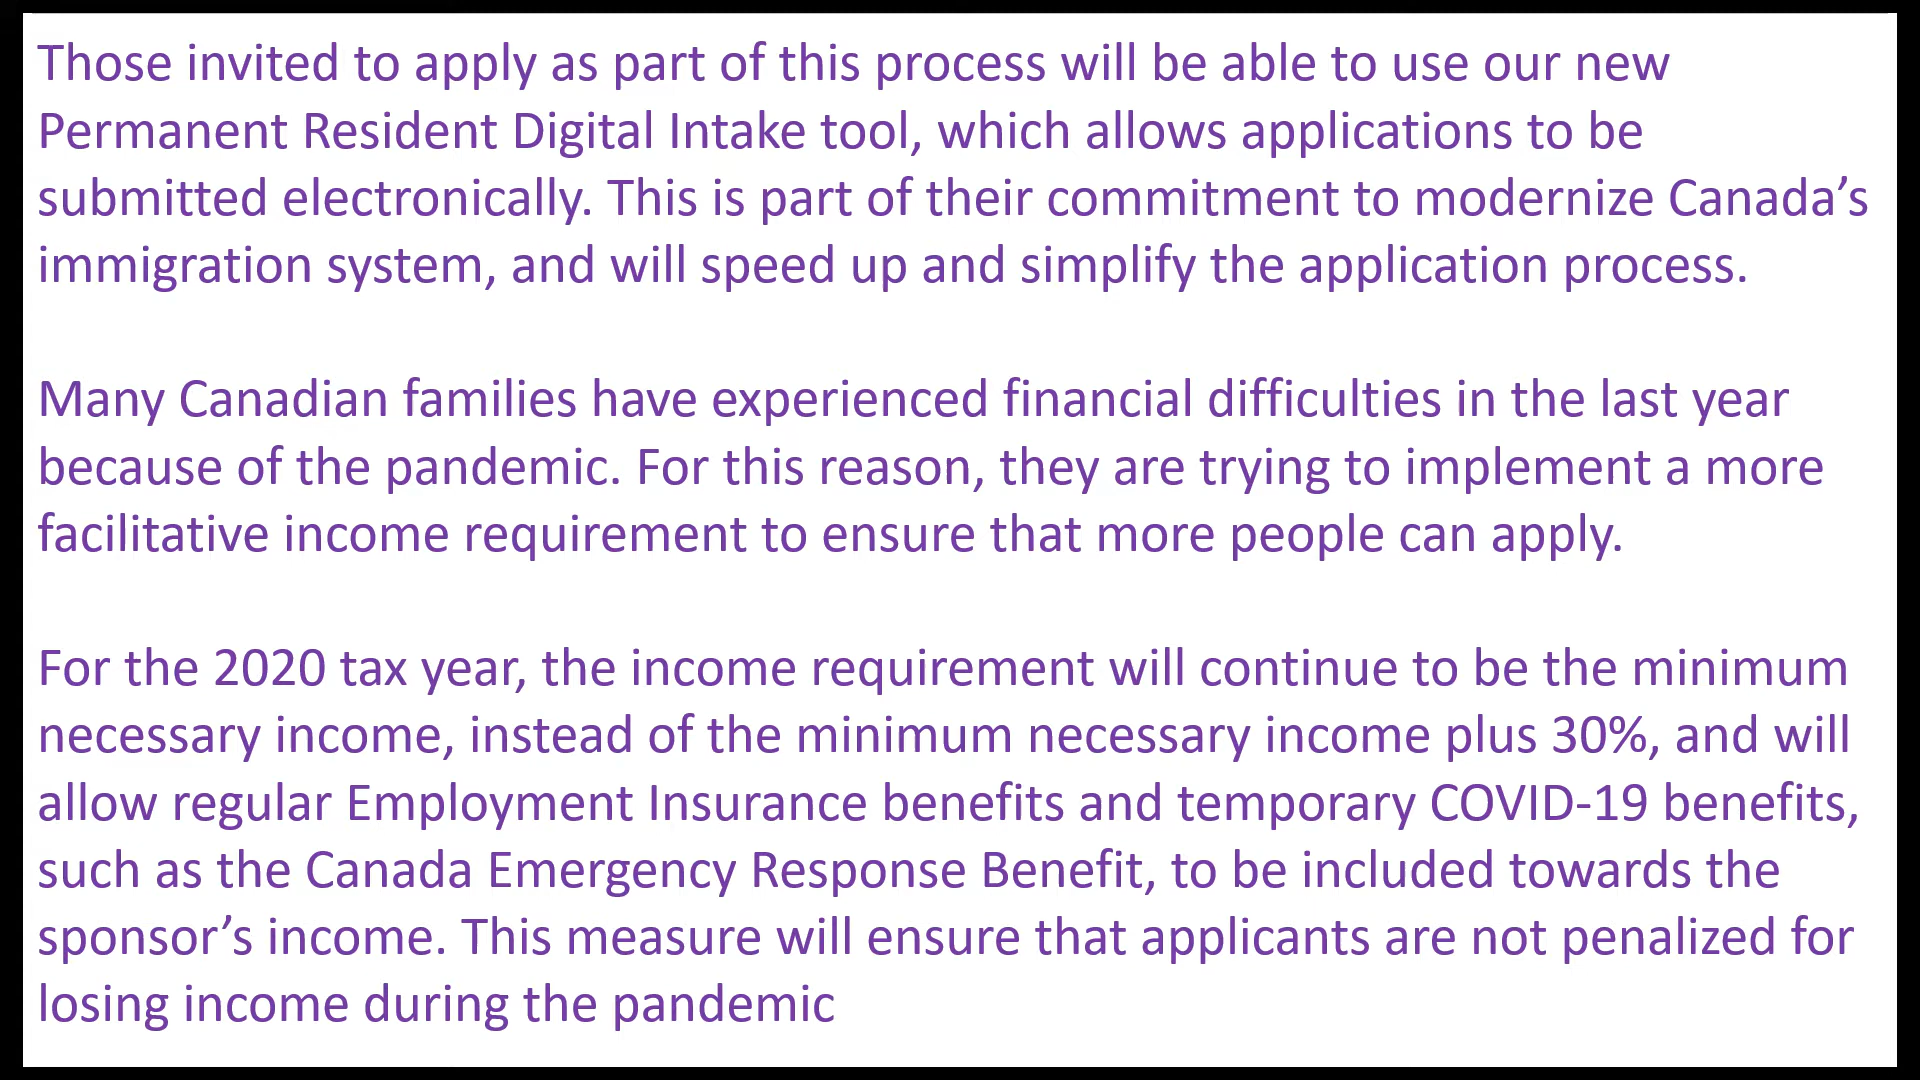 Those invited to apply as part of this process will be able to use our new
Permanent Resident Digital Intake tool, which allows applications to be
submitted electronically. This is part of their commitment to modernize Canada’s
immigration system, and will speed up and simplify the application process.
Many Canadian families have experienced financial difficulties in the last year
because of the pandemic. For this reason, they are trying to implement a more
facilitative income requirement to ensure that more people can apply.
For the 2020 tax year, the income requirement will continue to be the minimum
necessary income, instead of the minimum necessary income plus 30%, and will
allow regular Employment Insurance benefits and temporary COVID-19 benefits,
such as the Canada Emergency Response Benefit, to be included towards the
sponsor’s income. This measure will ensure that applicants are not penalized for
losing income during the pandemic